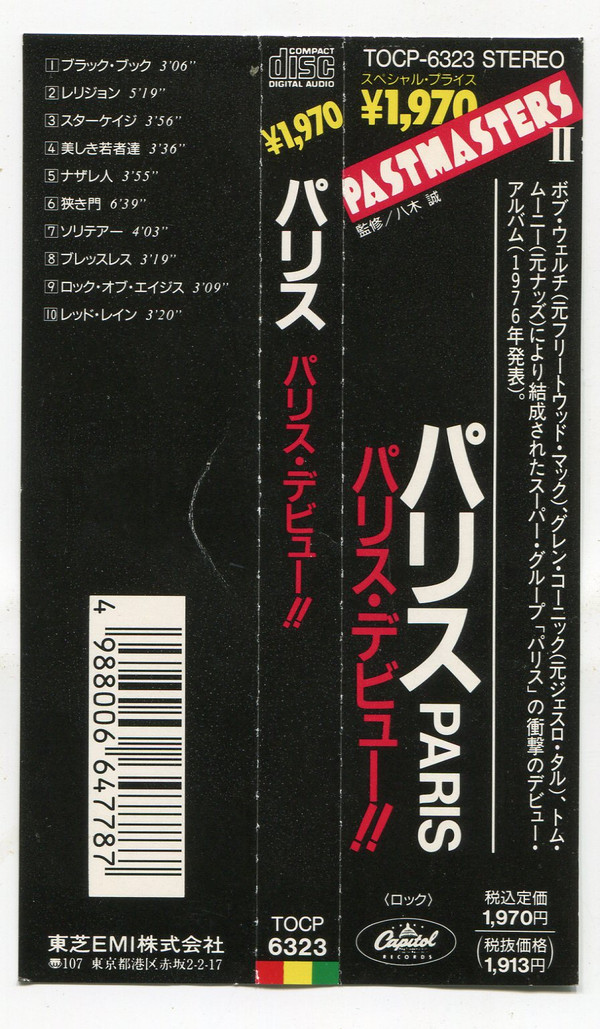 1 ブラック・ブック 3'06"
2 レリジョン 5'19"
3 スターケイジ 3'56"
4 美しき若者達 3'36"
5 ナザレ人 3'55"
6 狭き門 6'39"
7 ソリテアー 4'03"
8 ブレッスレス 3'19"
9 ロック・オブ・エイジス 3'09"
10 レッド・レイン 3'20"
4 988006 647787
東芝EMI株式会社
〠107 東京都港区赤坂2-2-17
COMPACT
disc
DIGITAL AUDIO
¥1,970
パリス
パリス・デビュー!!
TOCP
6323
TOCP-6323 STEREO
スペシャル・プライス
¥1,970
PASTMASTERS
II
監修/八木 誠
ボブ・ウェルチ(元フリートウッド・マック)、グレン・コーニック(元ジェスロ・タル)、トム・
ムーニー(元ナッズ)により結成されたスーパー・グループ「パリス」の衝撃のデビュー・
アルバム(1976年発表)。
パリス PARIS
パリス・デビュー!!
〈ロック〉
Capitol
RECORDS
税込定価
1,970円
(税抜価格
1,913円)